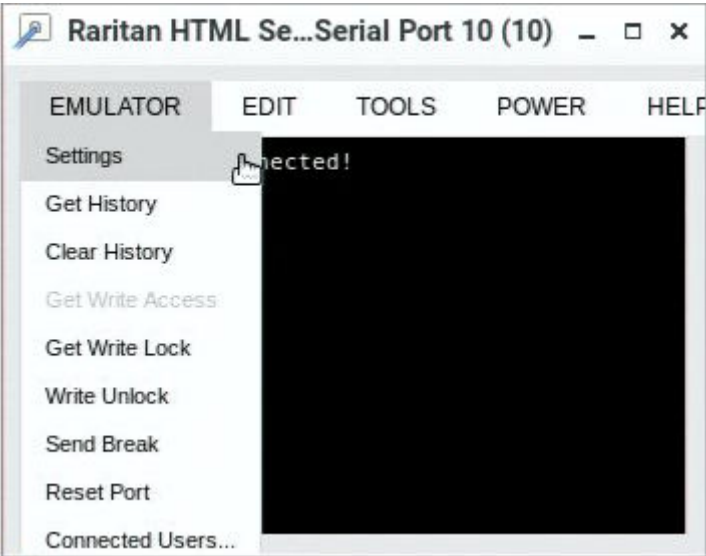 Raritan HTML Se...Serial Port 10 (10)
EMULATOR EDIT TOOLS POWER HELP
Settings
nected!
Get History
Clear History
Get Write Access
Get Write Lock
Write Unlock
Send Break
Reset Port
Connected Users...